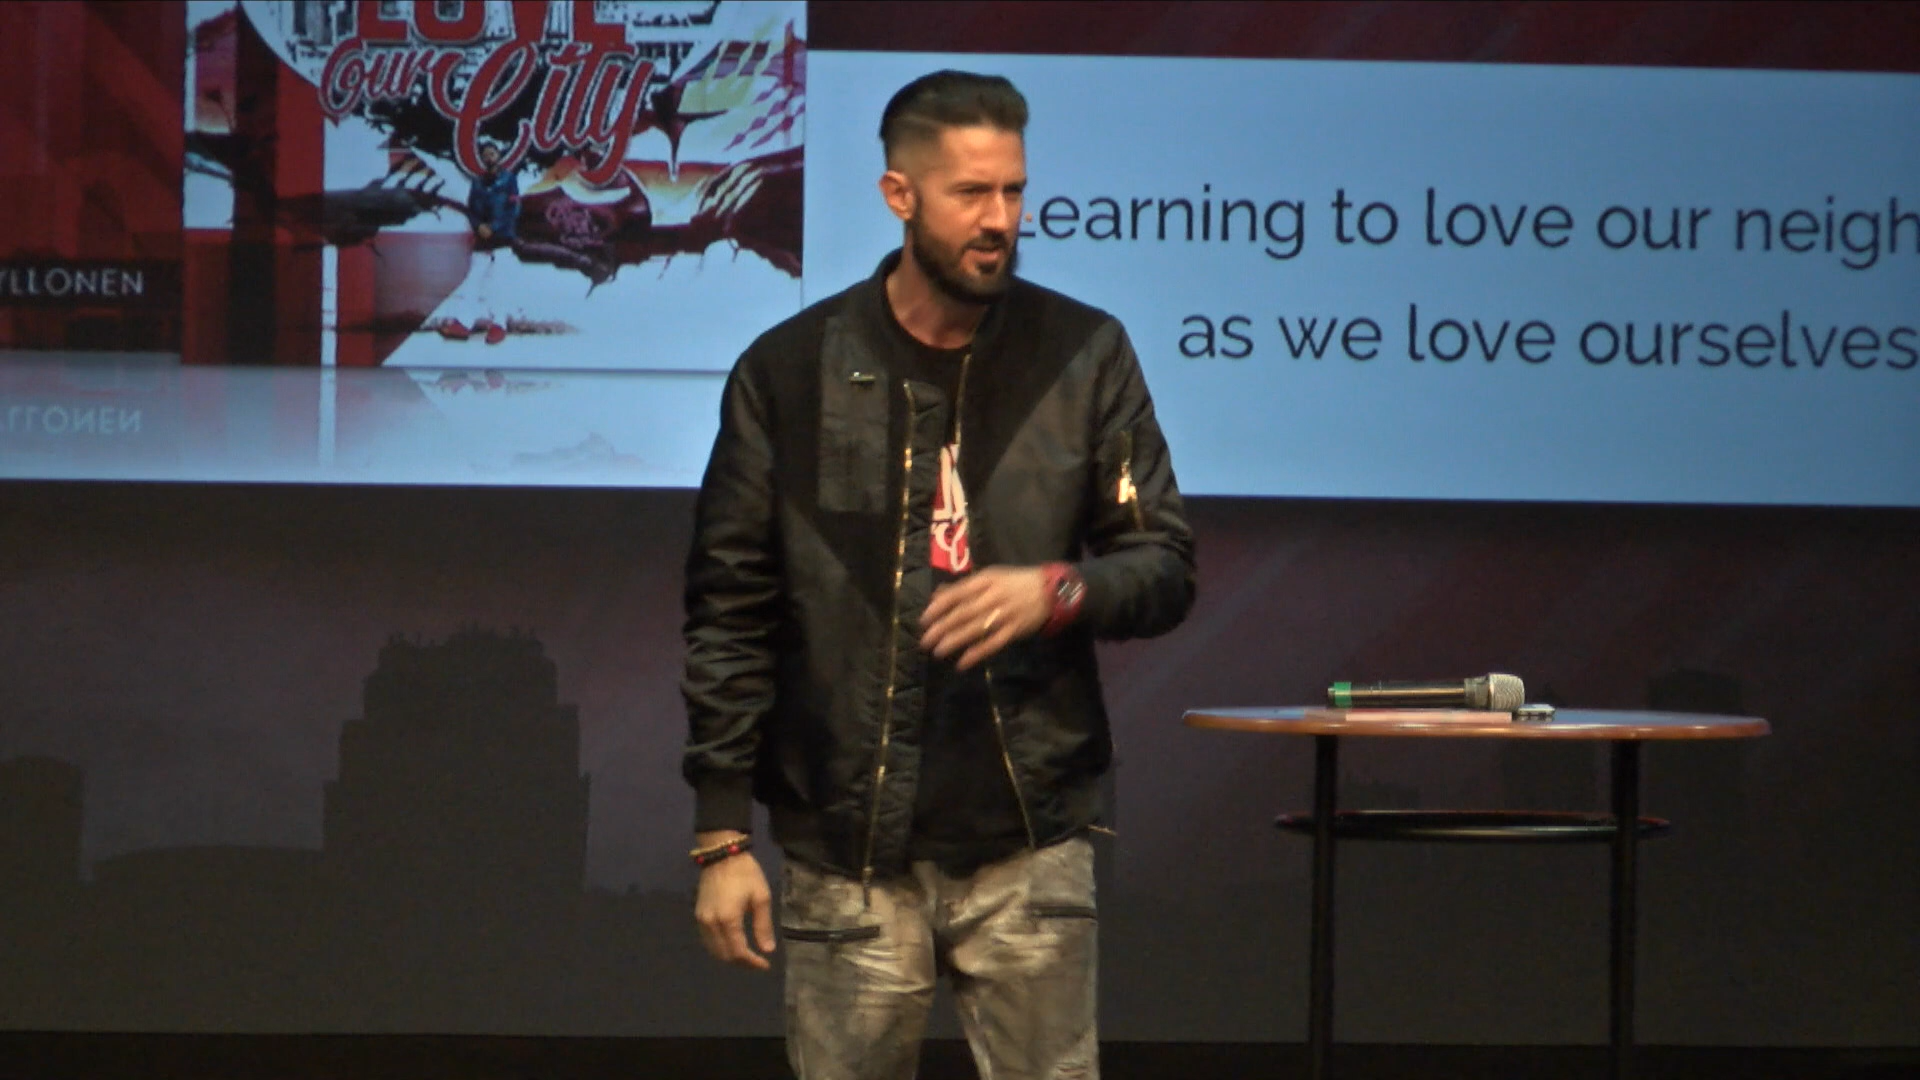 LOVE
Our City
YLLONEN
Learning to love our neigh
as we love ourselves